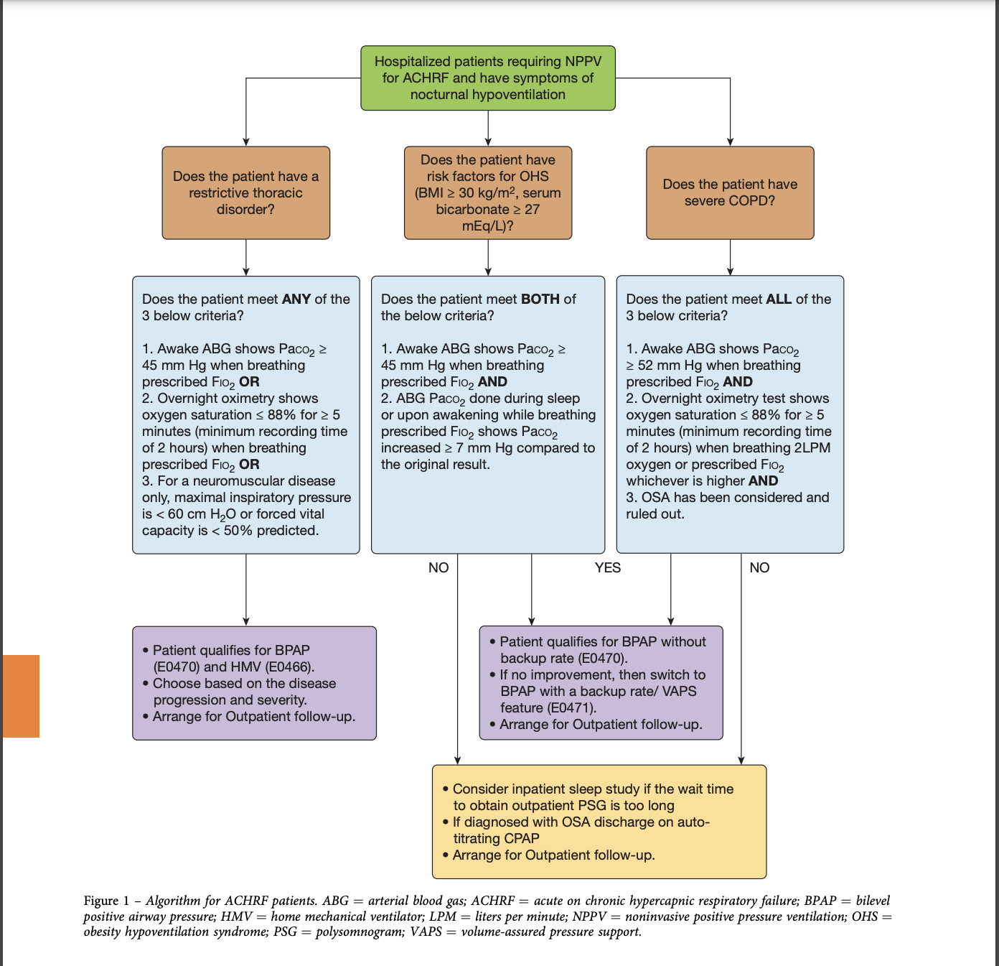 Hospitalized patients requiring NPPV
for ACHRF and have symptoms of
nocturnal hypoventilation
Does the patient have a
restrictive thoracic
disorder?
Does the patient have
risk factors for OHS
(BMI ≥ 30 kg/m², serum
bicarbonate ≥ 27
mEq/L)?
Does the patient have
severe COPD?
Does the patient meet ANY of the
3 below criteria?
1. Awake ABG shows PaCO₂ ≥
45 mm Hg when breathing
prescribed FIO₂ OR
2. Overnight oximetry shows
oxygen saturation ≤ 88% for ≥ 5
minutes (minimum recording time
of 2 hours) when breathing
prescribed FIO₂ OR
3. For a neuromuscular disease
only, maximal inspiratory pressure
is < 60 cm H₂O or forced vital
capacity is < 50% predicted.
Does the patient meet BOTH of
the below criteria?
1. Awake ABG shows PaCO₂ ≥
45 mm Hg when breathing
prescribed FIO₂ AND
2. ABG PaCO₂ done during sleep
or upon awakening while breathing
prescribed FIO₂ shows PaCO₂
increased ≥ 7 mm Hg compared to
the original result.
Does the patient meet ALL of the
3 below criteria?
1. Awake ABG shows PaCO₂
≥ 52 mm Hg when breathing
prescribed FIO₂ AND
2. Overnight oximetry test shows
oxygen saturation ≤ 88% for ≥ 5
minutes (minimum recording time
of 2 hours) when breathing 2LPM
oxygen or prescribed FIO₂
whichever is higher AND
3. OSA has been considered and
ruled out.
NO
YES
NO
• Patient qualifies for BPAP
(E0470) and HMV (E0466).
• Choose based on the disease
progression and severity.
• Arrange for Outpatient follow-up.
• Patient qualifies for BPAP without
backup rate (E0470).
• If no improvement, then switch to
BPAP with a backup rate/ VAPS
feature (E0471).
• Arrange for Outpatient follow-up.
• Consider inpatient sleep study if the wait time
to obtain outpatient PSG is too long
• If diagnosed with OSA discharge on auto-
titrating CPAP
• Arrange for Outpatient follow-up.
Figure 1 – Algorithm for ACHRF patients. ABG = arterial blood gas; ACHRF = acute on chronic hypercapnic respiratory failure; BPAP = bilevel
positive airway pressure; HMV = home mechanical ventilator; LPM = liters per minute; NPPV = noninvasive positive pressure ventilation; OHS =
obesity hypoventilation syndrome; PSG = polysomnogram; VAPS = volume-assured pressure support.